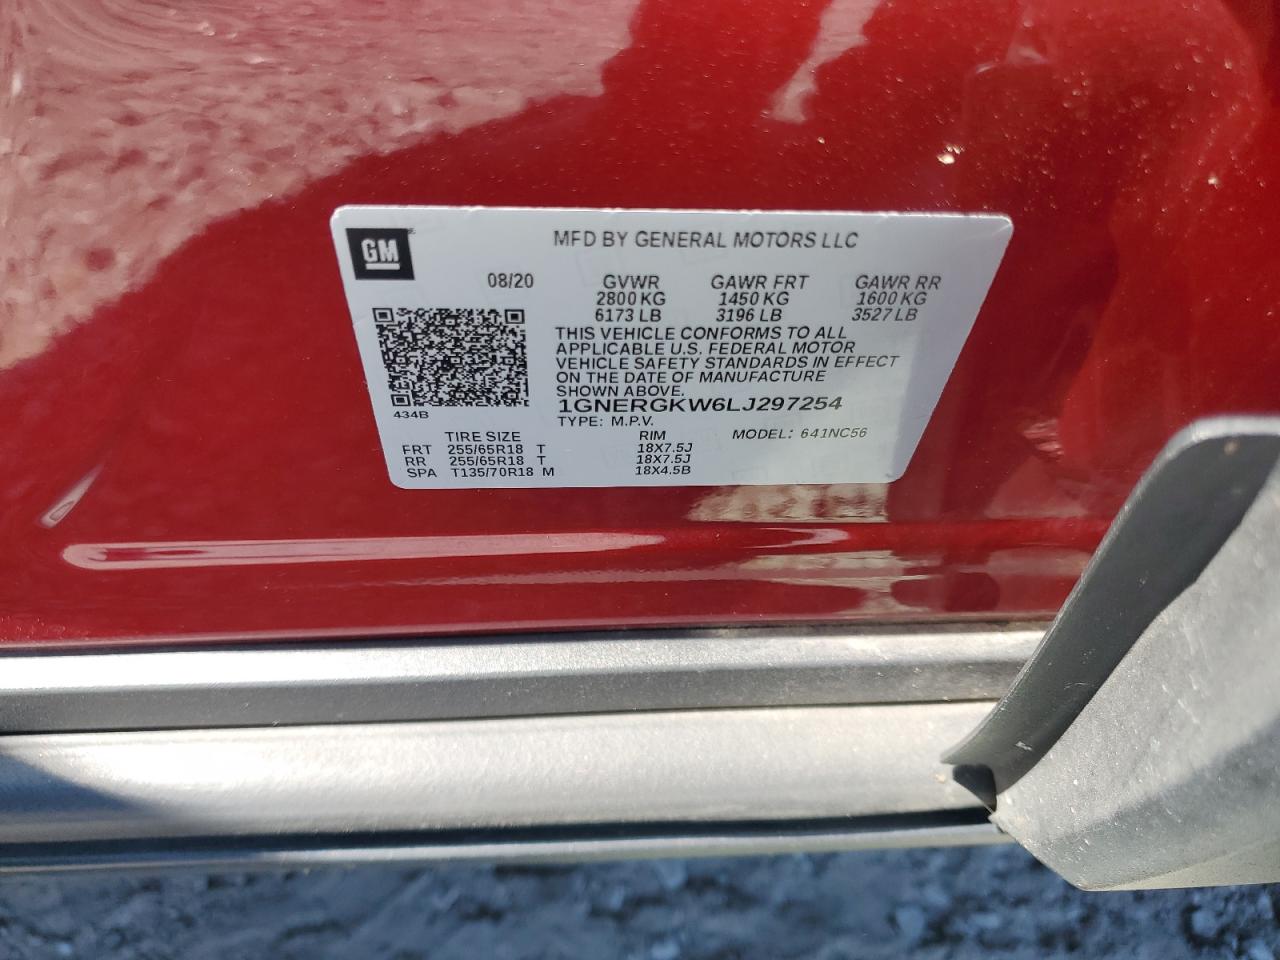 GM
MFD BY GENERAL MOTORS LLC
08/20 GVWR GAWR FRT GAWR RR
2800 KG 1450 KG 1600 KG
6173 LB 3196 LB 3527 LB
THIS VEHICLE CONFORMS TO ALL
APPLICABLE U.S. FEDERAL MOTOR
VEHICLE SAFETY STANDARDS IN EFFECT
ON THE DATE OF MANUFACTURE
SHOWN ABOVE.
1GNERGKW6LJ297254
434B
TYPE: M.P.V. MODEL: 641NC56
TIRE SIZE RIM
FRT 255/65R18 T 18X7.5J
RR 255/65R18 T 18X7.5J
SPA T135/70R18 M 18X4.5B